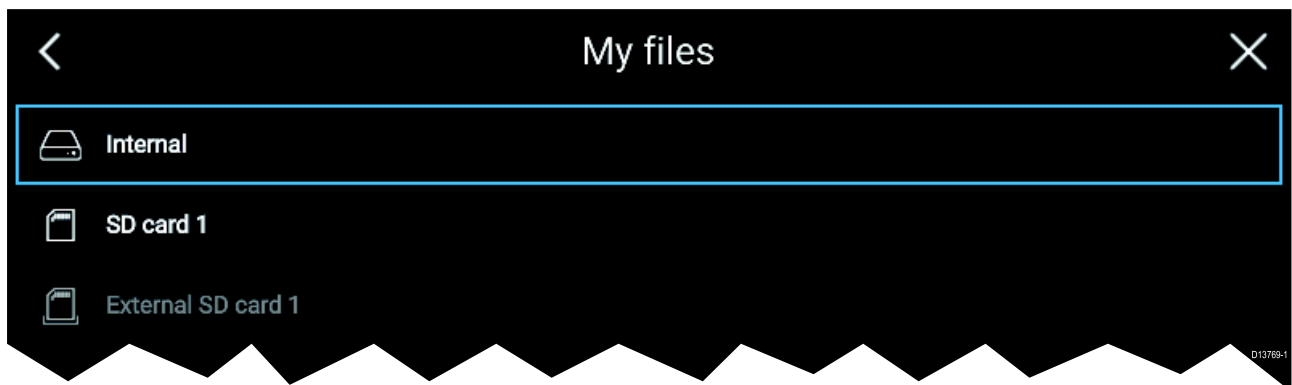 My files
Internal
SD card 1
External SD card 1
D13769-1